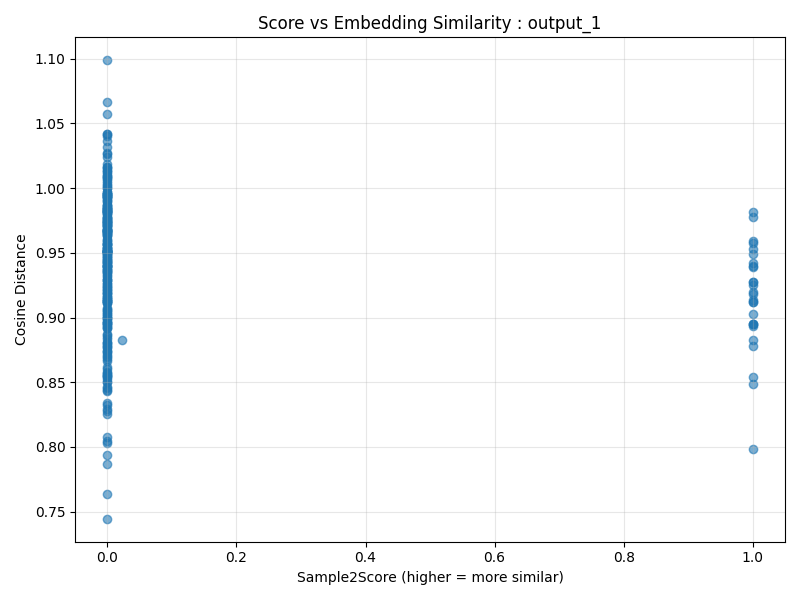 Score vs Embedding Similarity : output_1
1.10
1.05
1.00
0.95
0.90
0.85
0.80
0.75
Cosine Distance
0.0 0.2 0.4 0.6 0.8 1.0
Sample2Score (higher = more similar)